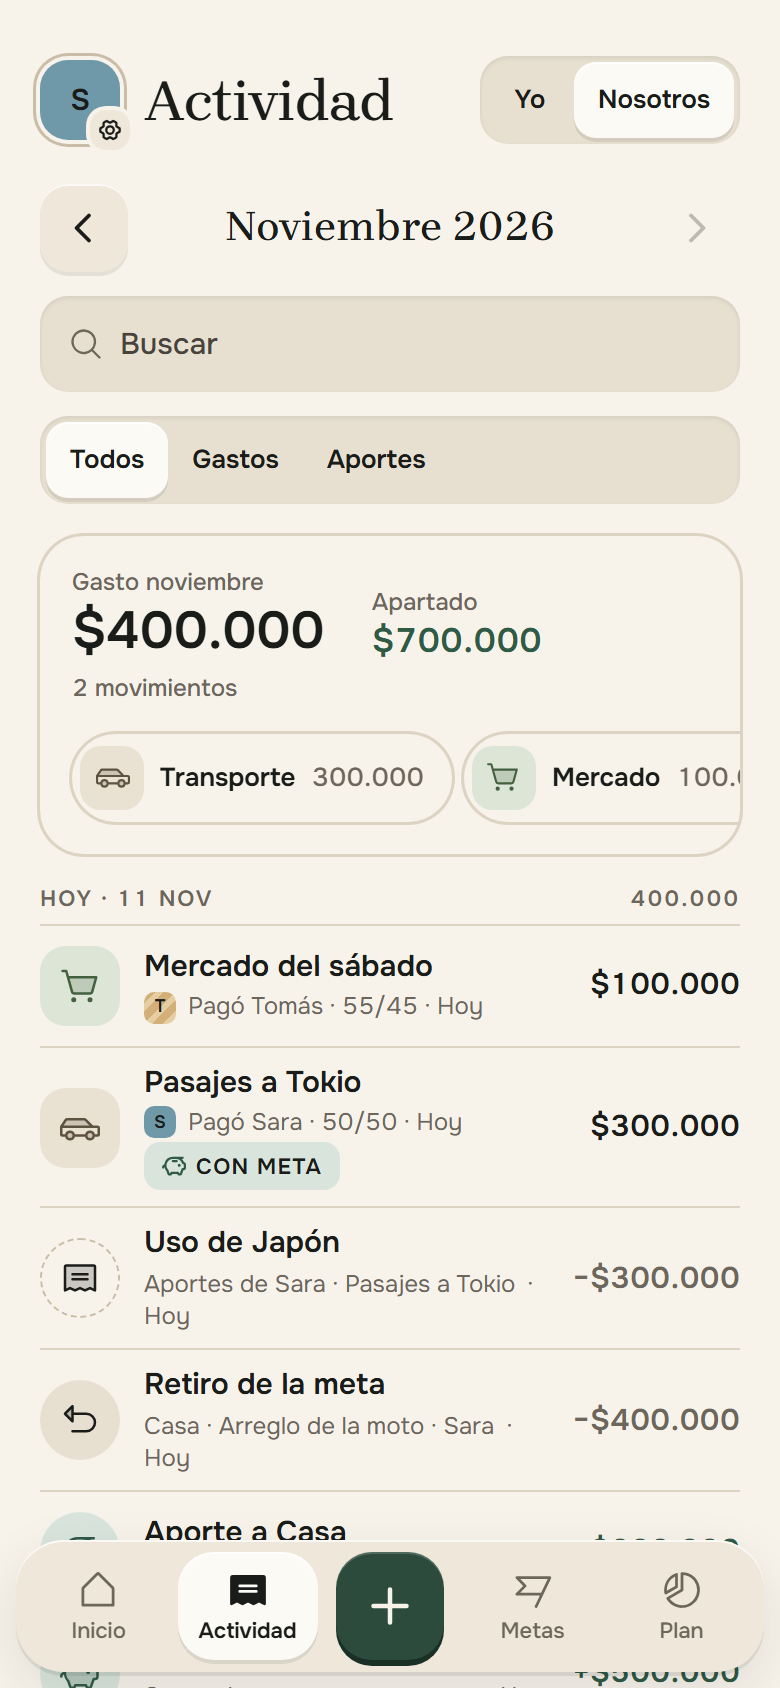 S
Actividad
Yo
Nosotros
Noviembre 2026
Buscar
Todos
Gastos
Aportes
Gasto noviembre
$400.000
2 movimientos
Apartado
$700.000
Transporte 300.000
Mercado 100.0
HOY · 11 NOV
400.000
Mercado del sábado
T Pagó Tomás · 55/45 · Hoy
$100.000
Pasajes a Tokio
S Pagó Sara · 50/50 · Hoy
CON META
$300.000
Uso de Japón
Aportes de Sara · Pasajes a Tokio ·
Hoy
-$300.000
Retiro de la meta
Casa · Arreglo de la moto · Sara ·
Hoy
-$400.000
Aporte a Casa
+$500.000
Inicio
Actividad
Metas
Plan